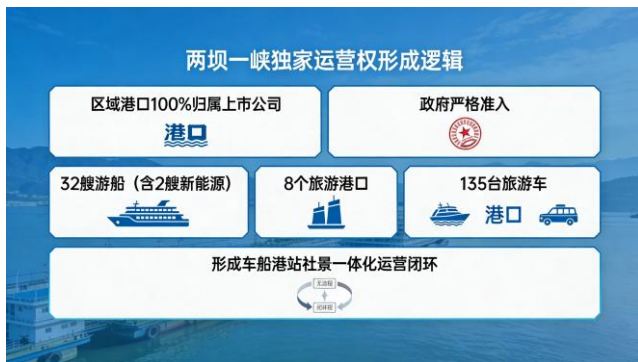 两坝一峡独家运营权形成逻辑
区域港口100%归属上市公司
港口
政府严格准入
32艘游船（含2艘新能源）
8个旅游港口
135台旅游车
港口
形成车船港站社景一体化运营闭环